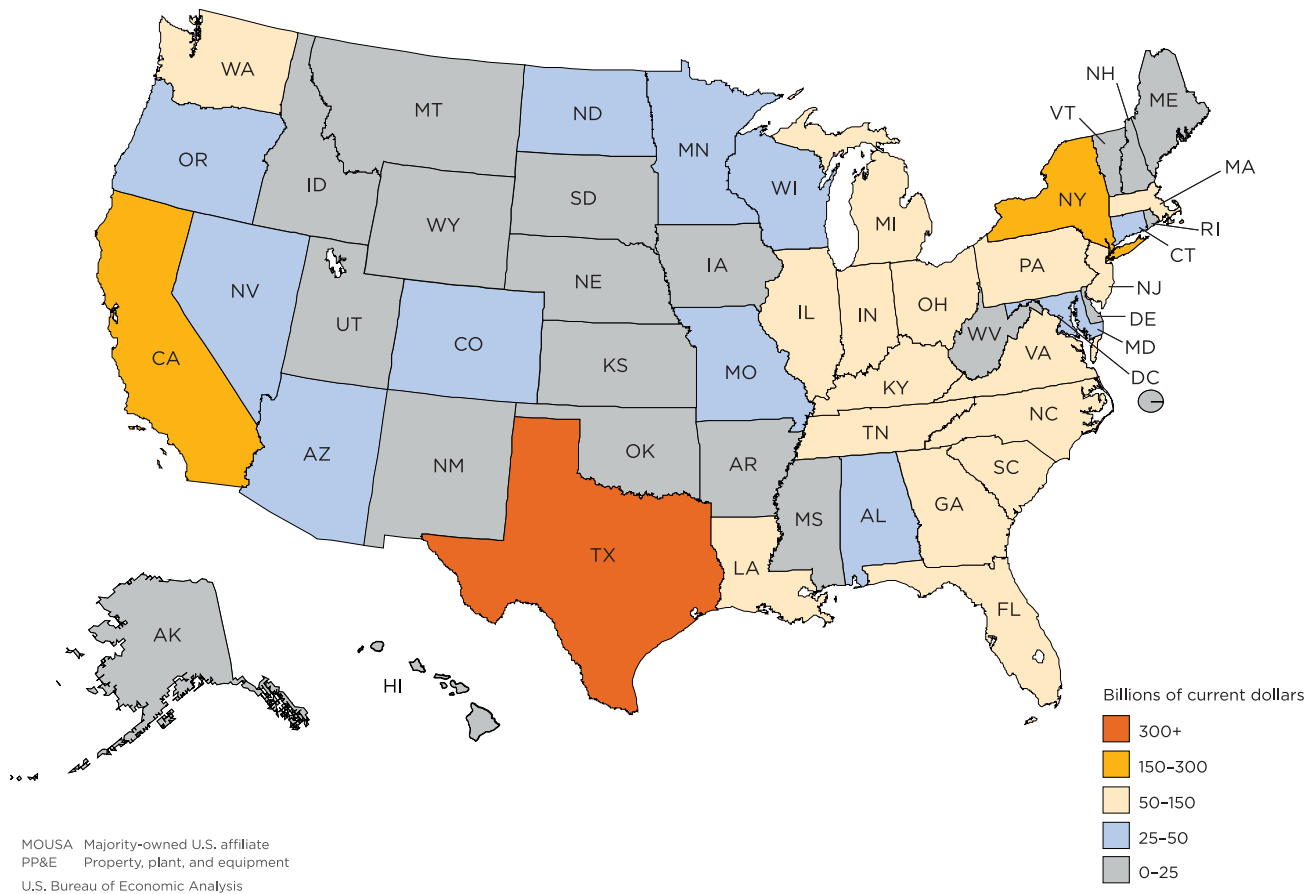 WA
MT
ND
MN
OR
ID
SD
WI
WY
MI
NH
VT
ME
NY
MA
RI
CT
IA
PA
NE
NV
NJ
IL
IN
OH
DE
UT
CO
WV
MD
CA
VA
DC
KS
MO
KY
NC
TN
AZ
OK
NM
AR
SC
MS
AL
GA
TX
LA
FL
AK
HI
Billions of current dollars
300+
150–300
50–150
25–50
0–25
MOUSA Majority-owned U.S. affiliate
PP&E Property, plant, and equipment
U.S. Bureau of Economic Analysis